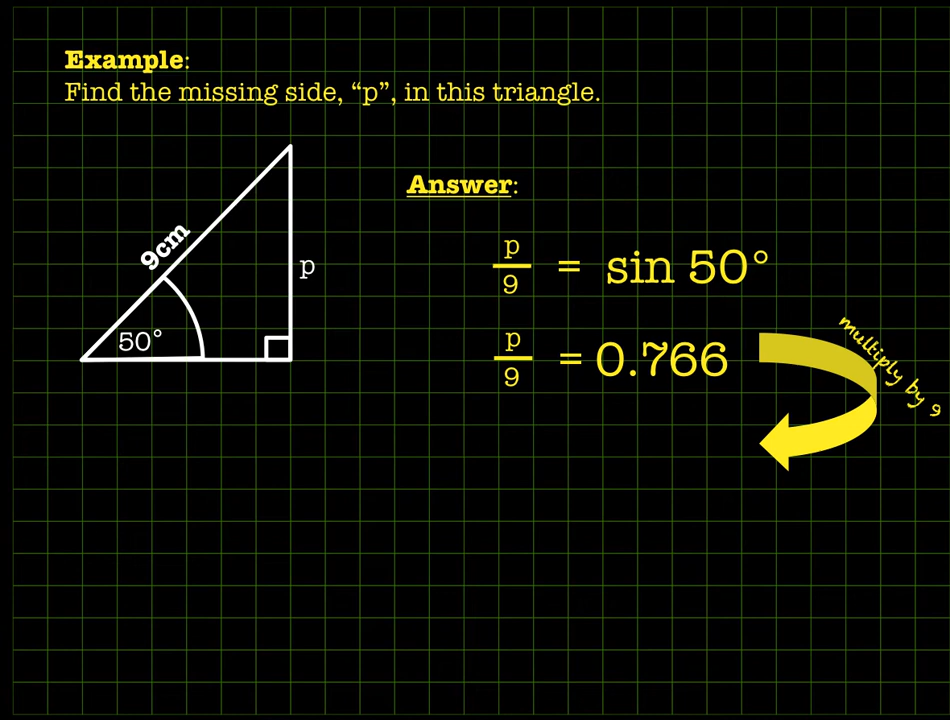 Example:
Find the missing side, “p”, in this triangle.
Answer:
9cm
p
50°
p
9
= sin 50°
p
9
= 0.766
multiply by 9